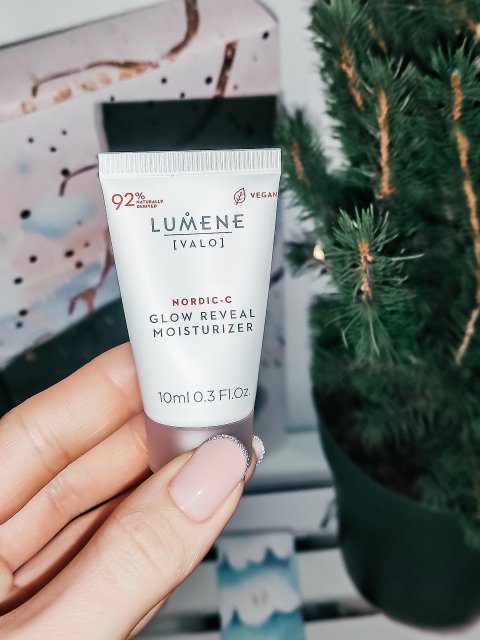 92% NATURALLY DERIVED
VEGAN
LUMENE
[VALO]
NORDIC-C
GLOW REVEAL
MOISTURIZER
10ml 0.3 Fl.Oz.